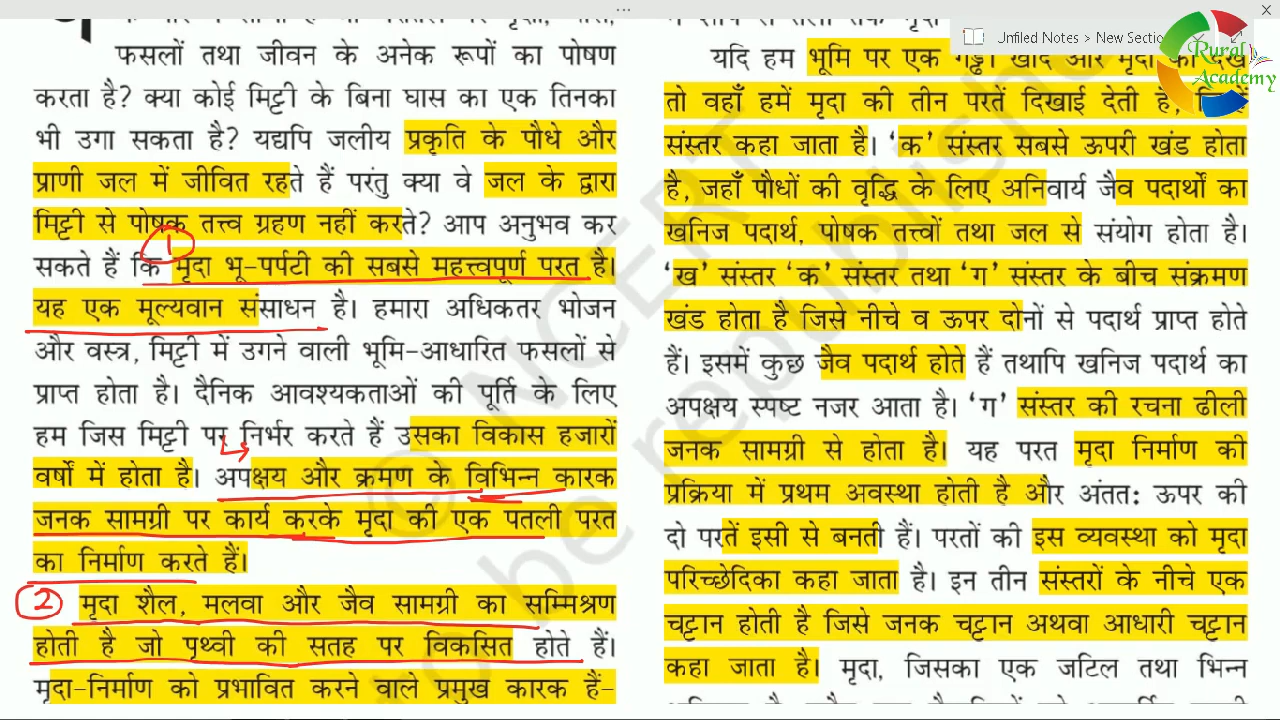 फसलों तथा जीवन के अनेक रूपों का पोषण
करता है? क्या कोई मिट्टी के बिना घास का एक तिनका
भी उगा सकता है? यद्यपि जलीय प्रकृति के पौधे और
प्राणी जल में जीवित रहते हैं परंतु क्या वे जल के द्वारा
मिट्टी से पोषक तत्त्व ग्रहण नहीं करते? आप अनुभव कर
1
सकते हैं कि मृदा भू-पर्पटी की सबसे महत्त्वपूर्ण परत है।
यह एक मूल्यवान संसाधन है। हमारा अधिकतर भोजन
और वस्त्र, मिट्टी में उगने वाली भूमि-आधारित फसलों से
प्राप्त होता है। दैनिक आवश्यकताओं की पूर्ति के लिए
हम जिस मिट्टी पर निर्भर करते हैं उसका विकास हजारों
वर्षों में होता है। अपक्षय और क्रमण के विभिन्न कारक
जनक सामग्री पर कार्य करके मृदा की एक पतली परत
का निर्माण करते हैं।
2 मृदा शैल, मलवा और जैव सामग्री का सम्मिश्रण
होती है जो पृथ्वी की सतह पर विकसित होते हैं।
मृदा-निर्माण को प्रभावित करने वाले प्रमुख कारक हैं-
यदि हम भूमि पर एक गड्ढा खोदें और मृदा को देखें
तो वहाँ हमें मृदा की तीन परतें दिखाई देती हैं,
संस्तर कहा जाता है। 'क' संस्तर सबसे ऊपरी खंड होता
है, जहाँ पौधों की वृद्धि के लिए अनिवार्य जैव पदार्थों का
खनिज पदार्थ, पोषक तत्त्वों तथा जल से संयोग होता है।
'ख' संस्तर 'क' संस्तर तथा 'ग' संस्तर के बीच संक्रमण
खंड होता है जिसे नीचे व ऊपर दोनों से पदार्थ प्राप्त होते
हैं। इसमें कुछ जैव पदार्थ होते हैं तथापि खनिज पदार्थ का
अपक्षय स्पष्ट नजर आता है। 'ग' संस्तर की रचना ढीली
जनक सामग्री से होता है। यह परत मृदा निर्माण की
प्रक्रिया में प्रथम अवस्था होती है और अंततः ऊपर की
दो परतें इसी से बनती हैं। परतों की इस व्यवस्था को मृदा
परिच्छेदिका कहा जाता है। इन तीन संस्तरों के नीचे एक
चट्टान होती है जिसे जनक चट्टान अथवा आधारी चट्टान
कहा जाता है। मृदा, जिसका एक जटिल तथा भिन्न
Unfiled Notes > New Sectio
Rural
Academy
© NCERT
to be republished